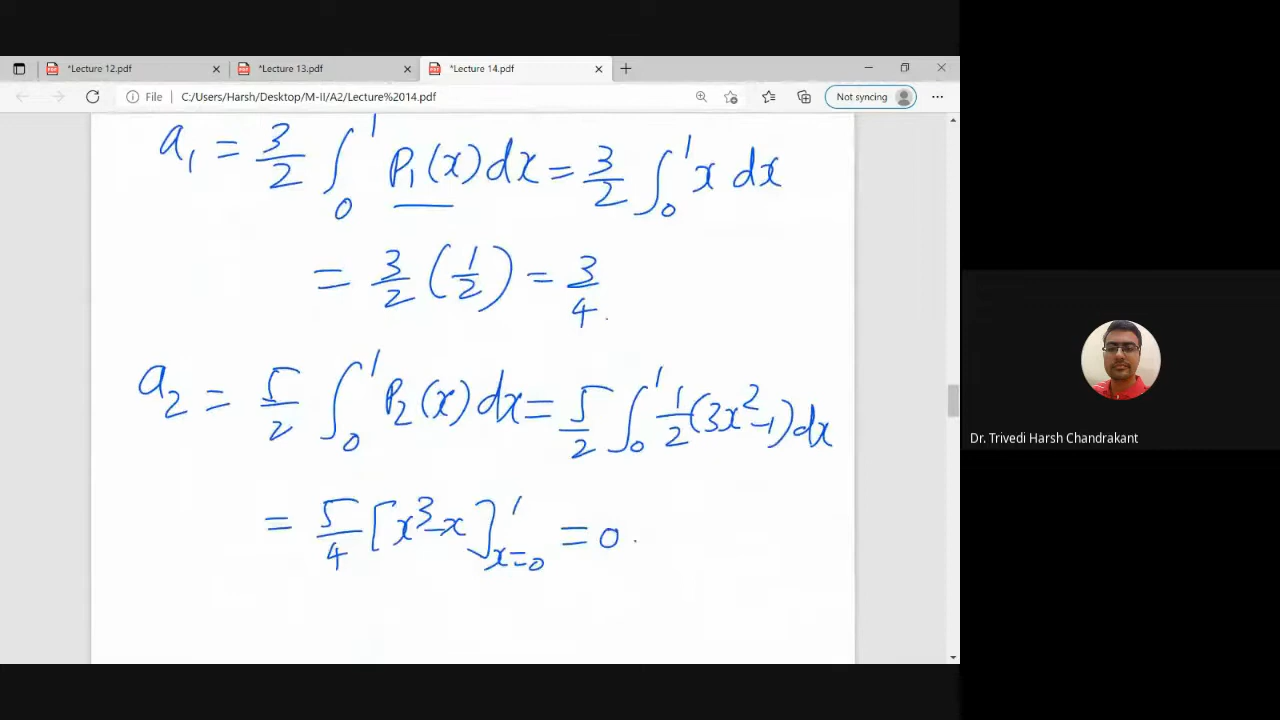 *Lecture 12.pdf
*Lecture 13.pdf
*Lecture 14.pdf
File | C:/Users/Harsh/Desktop/M-II/A2/Lecture%2014.pdf
Not syncing
a₁ = 3/2 ∫₀¹ P₁(x)dx = 3/2 ∫₀¹ x dx
= 3/2 (1/2) = 3/4.
a₂ = 5/2 ∫₀¹ P₂(x)dx = 5/2 ∫₀¹ 1/2 (3x²-1)dx
= 5/4 [x³-x]¹ₓ₌₀ = 0.
Dr. Trivedi Harsh Chandrakant